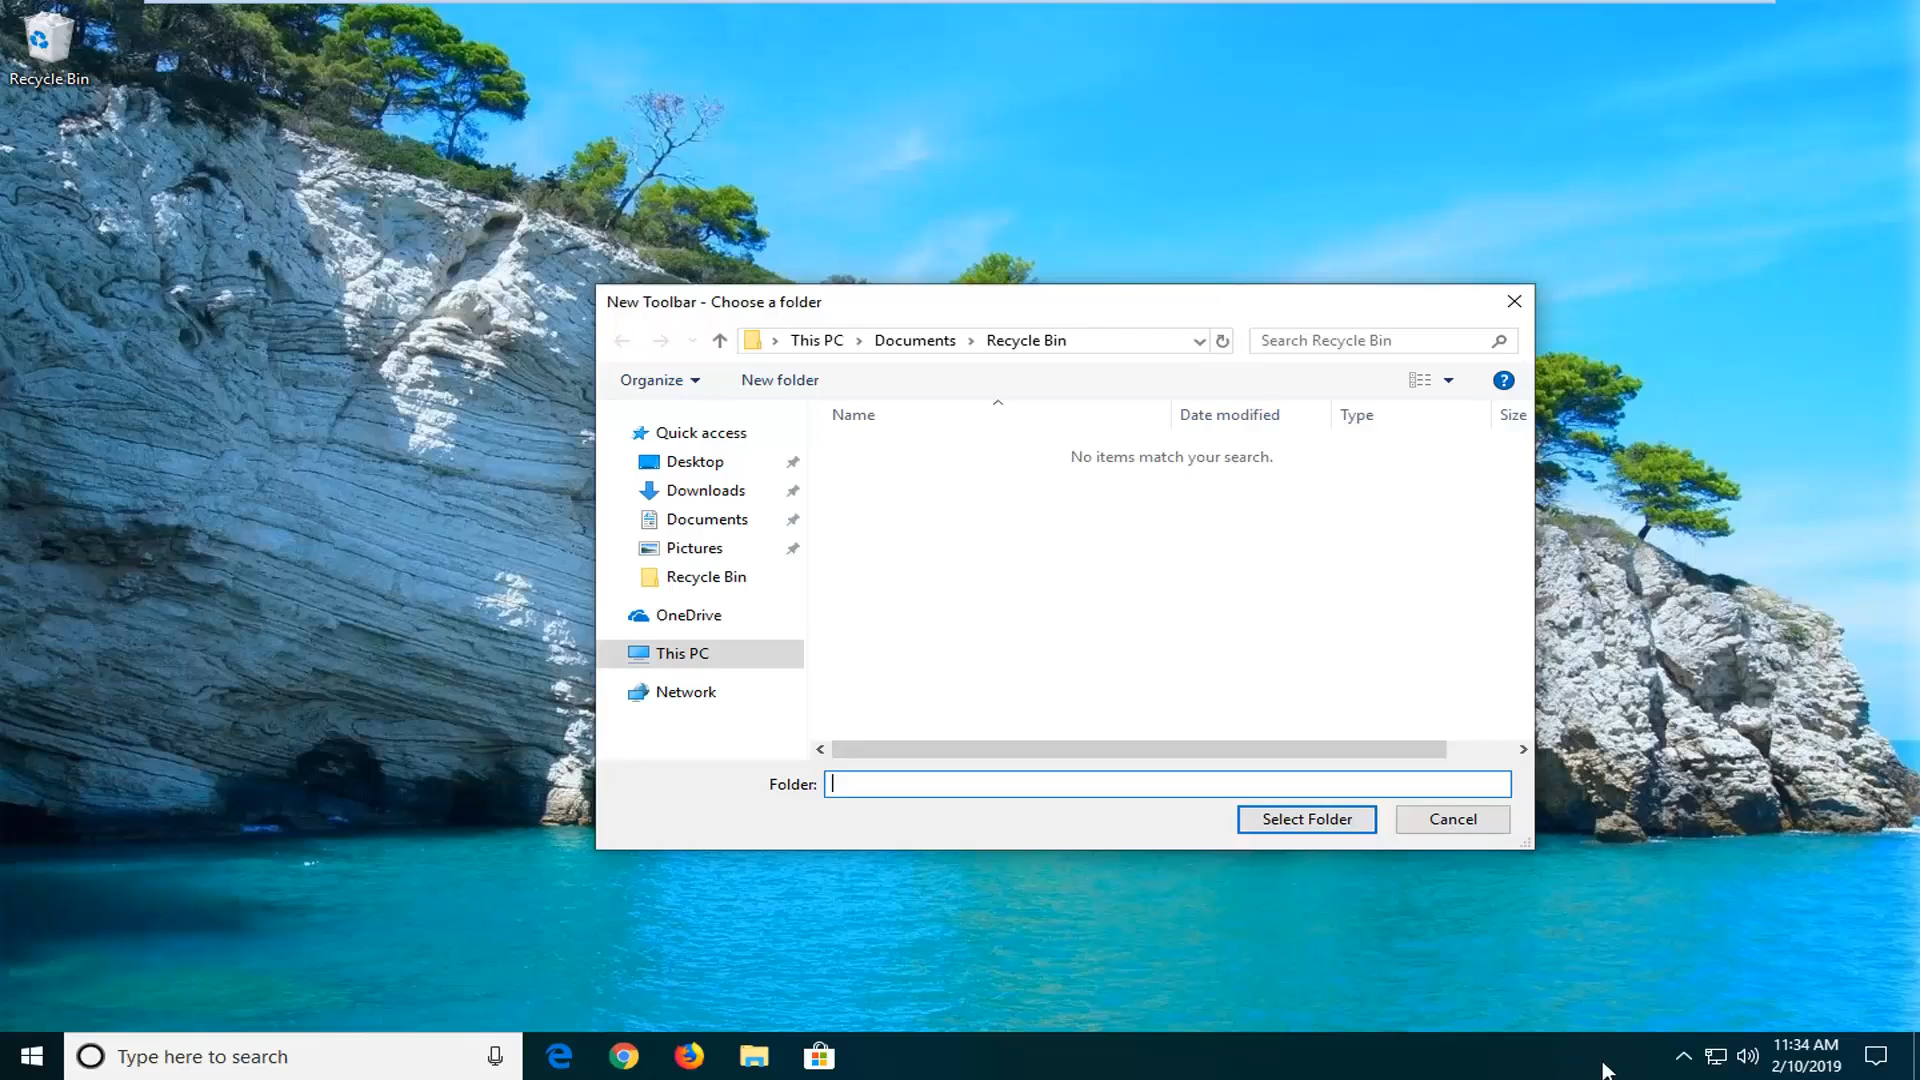 Recycle Bin
New Toolbar - Choose a folder
This PC
Documents
Recycle Bin
Search Recycle Bin
Organize
New folder
Name
Date modified
Type
Size
No items match your search.
Quick access
Desktop
Downloads
Documents
Pictures
Recycle Bin
OneDrive
This PC
Network
Folder:
Select Folder
Cancel
Type here to search
11:34 AM
2/10/2019